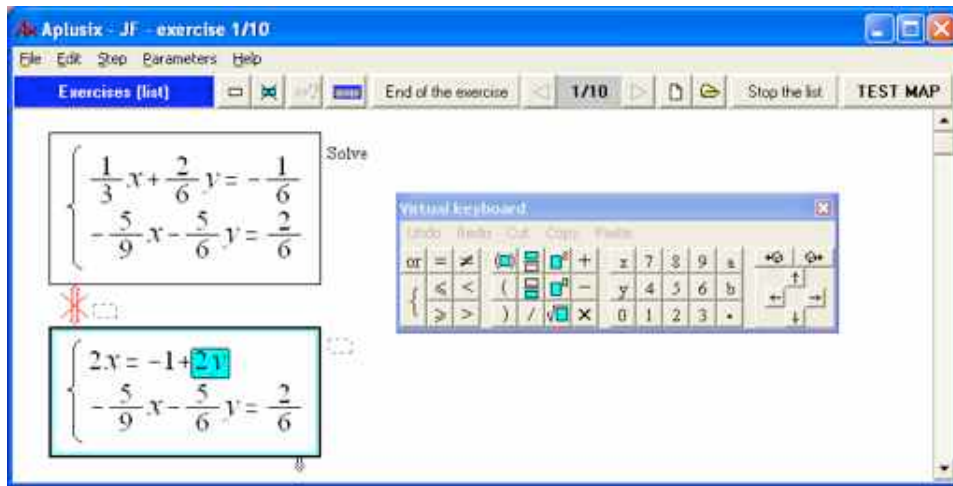 Aplusix - JF - exercise 1/10
File Edit Step Parameters Help
Exercises (list) End of the exercise 1/10 Stop the list TEST MAP
Solve
1/3 x + 2/6 y = - 1/6
- 5/9 x - 5/6 y = 2/6
Virtual keyboard
Undo Redo Cut Copy Paste
or = ≠ + x 7 8 9 a
{ ≤ < ( - y 4 5 6 b
≥ > ) / √ × 0 1 2 3 .
2x = -1 + 2y
- 5/9 x - 5/6 y = 2/6